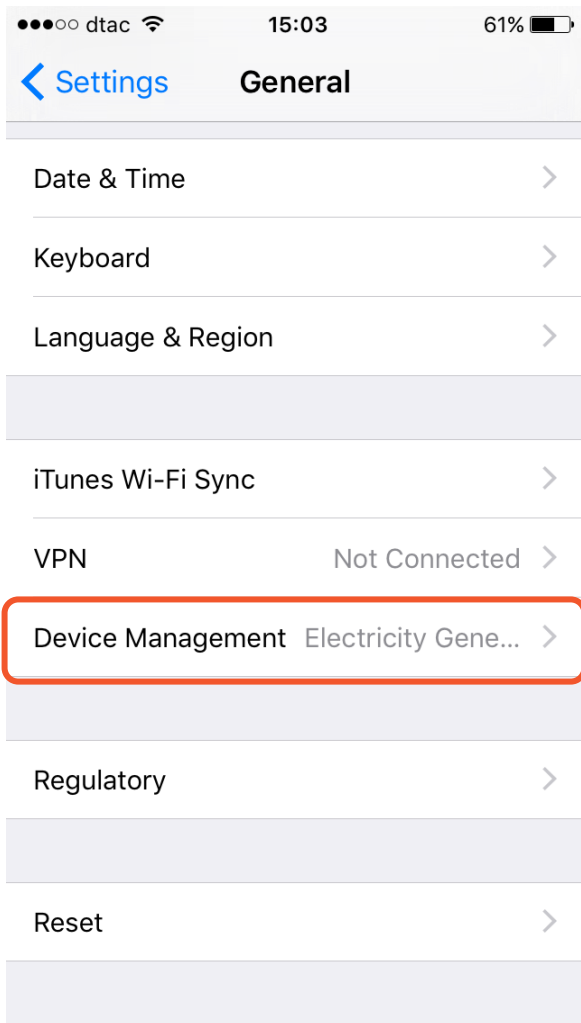 dtac 15:03 61%
Settings General
Date & Time
Keyboard
Language & Region
iTunes Wi-Fi Sync
VPN Not Connected
Device Management Electricity Gene...
Regulatory
Reset